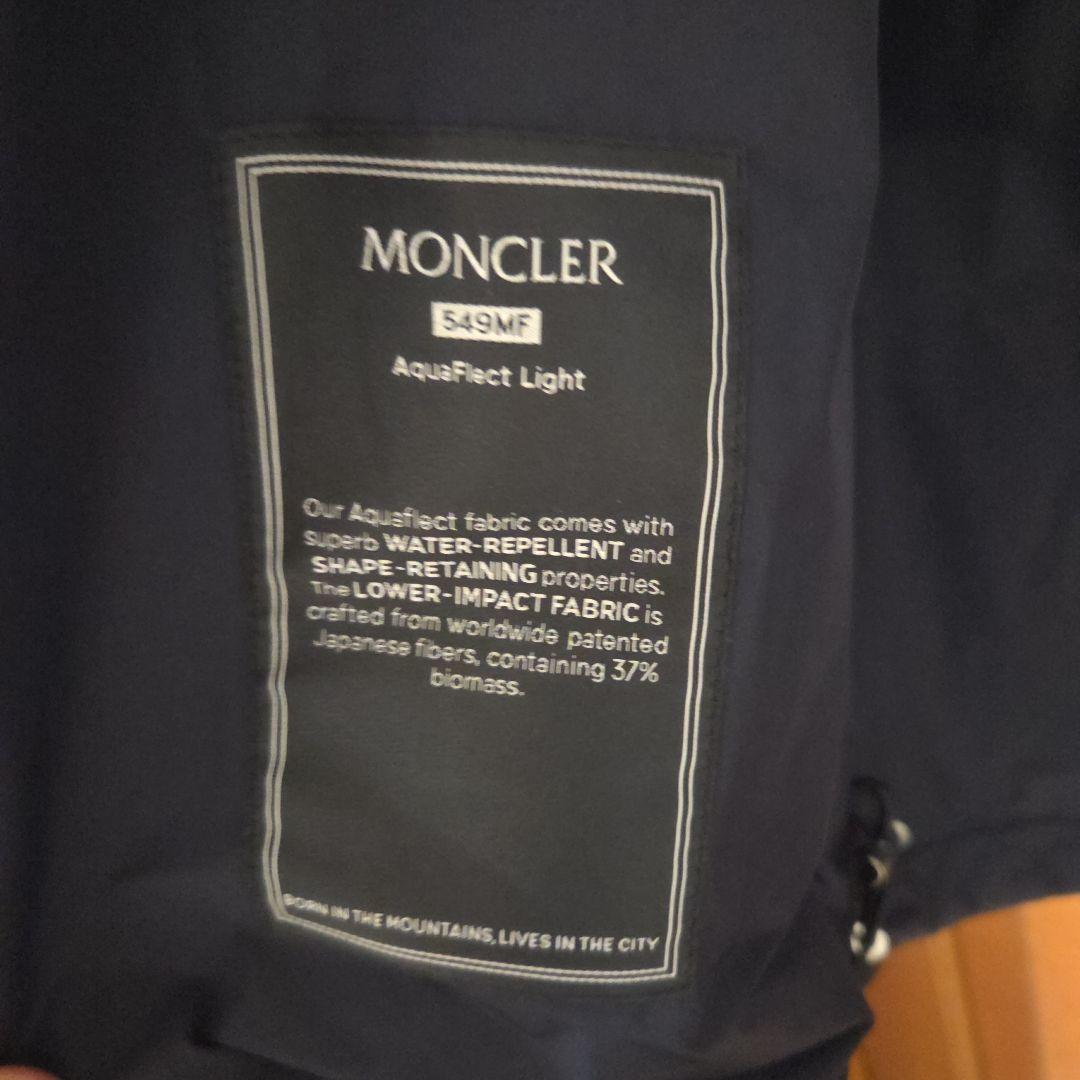 MONCLER
549MF
AquaFlect Light
Our Aquaflect fabric comes with
superb WATER-REPELLENT and
SHAPE-RETAINING properties.
The LOWER-IMPACT FABRIC is
crafted from worldwide patented
Japanese fibers, containing 37%
biomass.
BORN IN THE MOUNTAINS, LIVES IN THE CITY